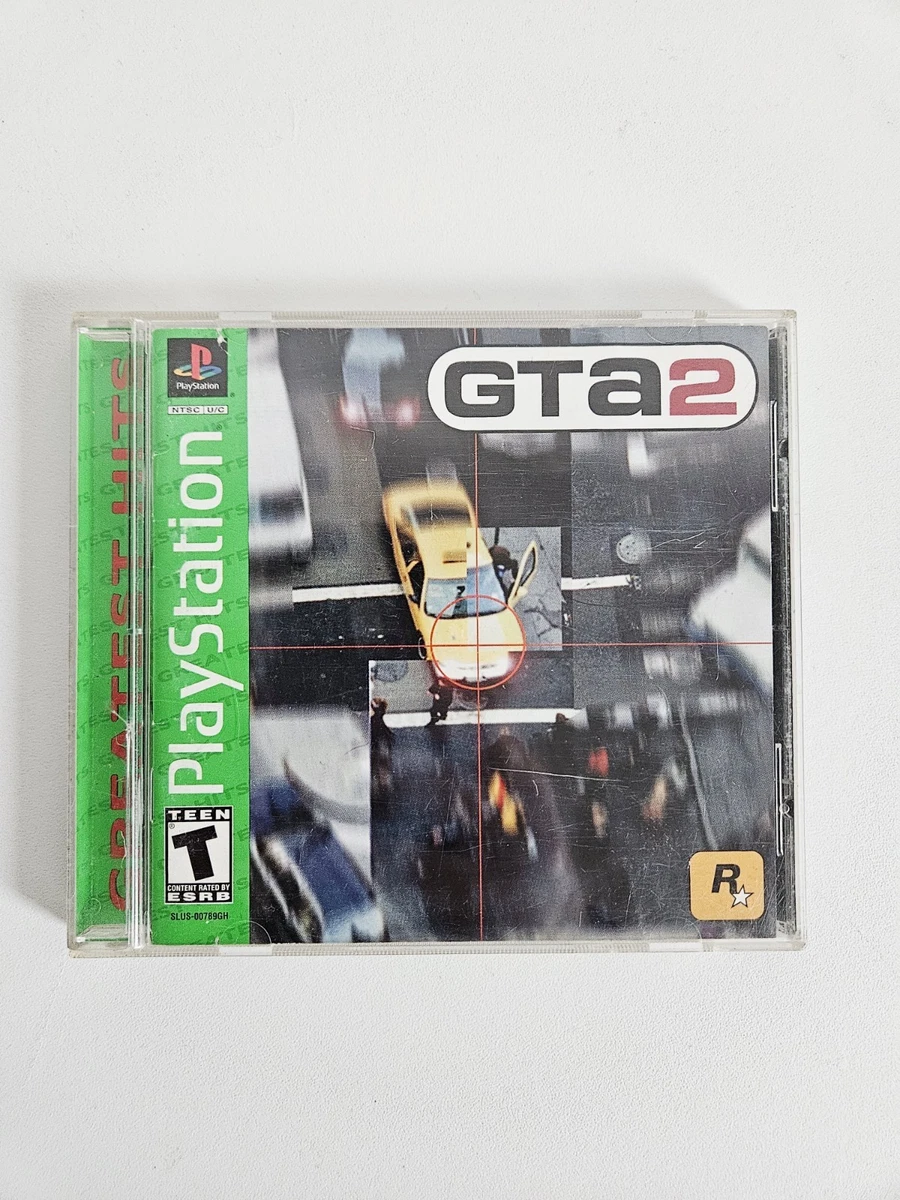 GREATEST HITS
PlayStation
NTSC U/C
PlayStation
GTa2
TEEN
T
CONTENT RATED BY
ESRB
SLUS-00789GH
R